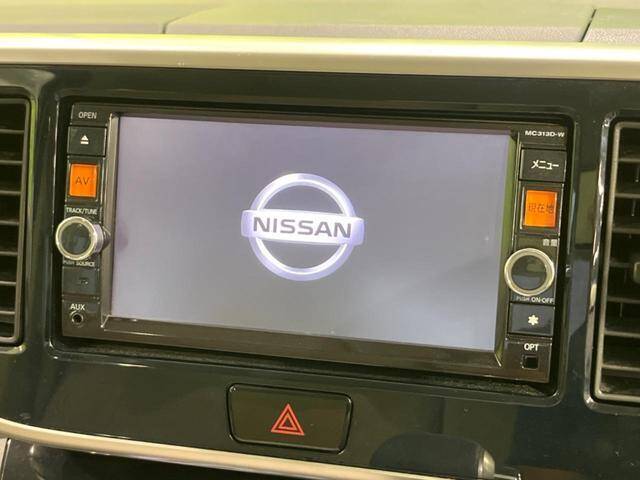 OPEN
MC313D-W
メニュー
AV
現在地
TRACK/TUNE
音量
NISSAN
PUSH SOURCE
PUSH ON-OFF
AUX
OPT